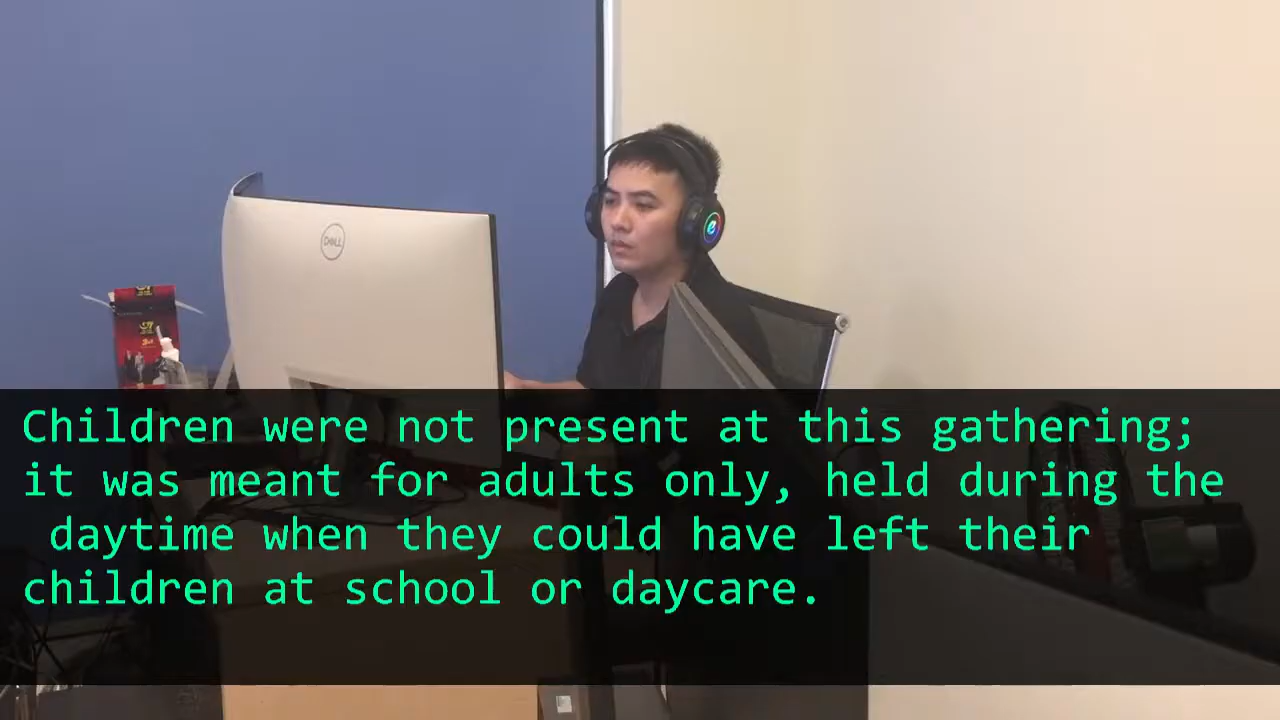 DELL
Children were not present at this gathering;
it was meant for adults only, held during the
daytime when they could have left their
children at school or daycare.